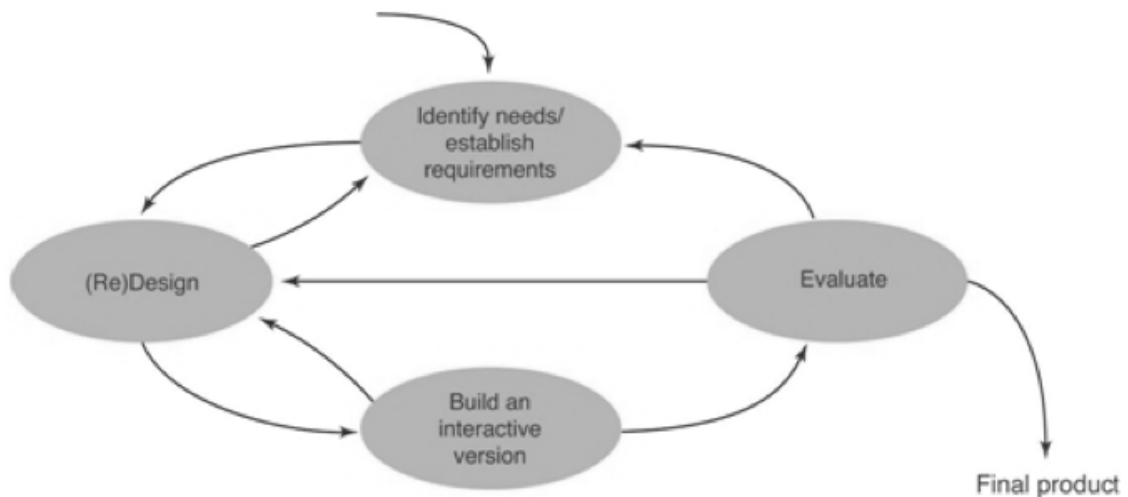 Identify needs/
establish
requirements
(Re)Design
Evaluate
Build an
interactive
version
Final product